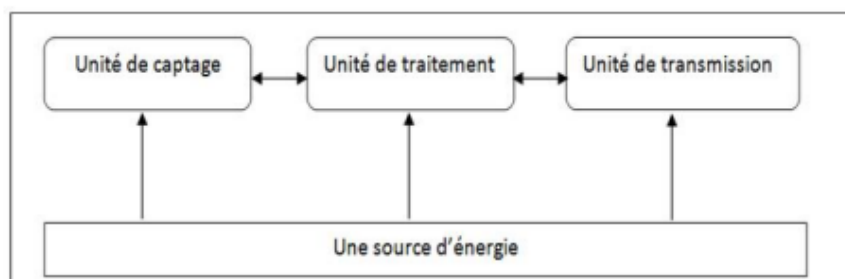 Unité de captage
Unité de traitement
Unité de transmission
Une source d'énergie